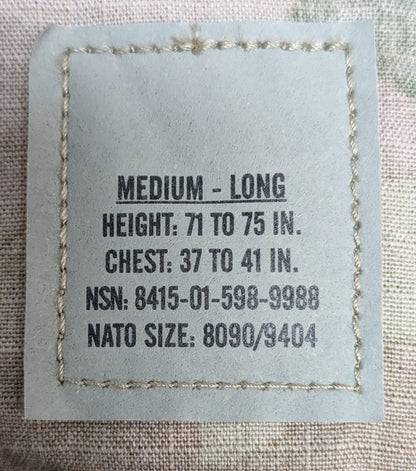 MEDIUM - LONG
HEIGHT: 71 TO 75 IN.
CHEST: 37 TO 41 IN.
NSN: 8415-01-598-9988
NATO SIZE: 8090/9404